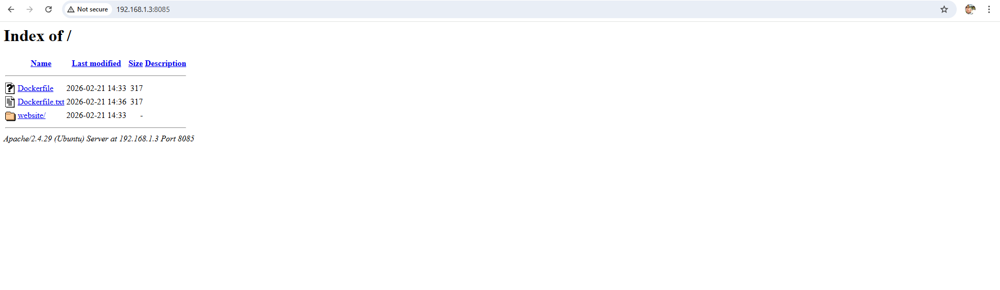 Not secure 192.168.1.3:8085
Index of /
Name Last modified Size Description
Dockerfile 2026-02-21 14:33 317
Dockerfile.txt 2026-02-21 14:36 317
website/ 2026-02-21 14:33 -
Apache/2.4.29 (Ubuntu) Server at 192.168.1.3 Port 8085